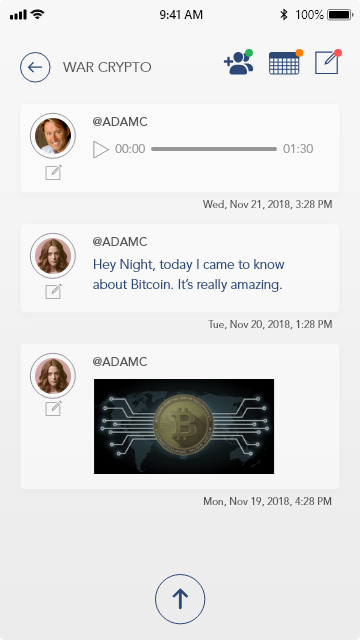 9:41 AM
100%
WAR CRYPTO
@ADAMC
00:00
01:30
Wed, Nov 21, 2018, 3:28 PM
@ADAMC
Hey Night, today I came to know
about Bitcoin. It’s really amazing.
Tue, Nov 20, 2018, 1:28 PM
@ADAMC
Mon, Nov 19, 2018, 4:28 PM